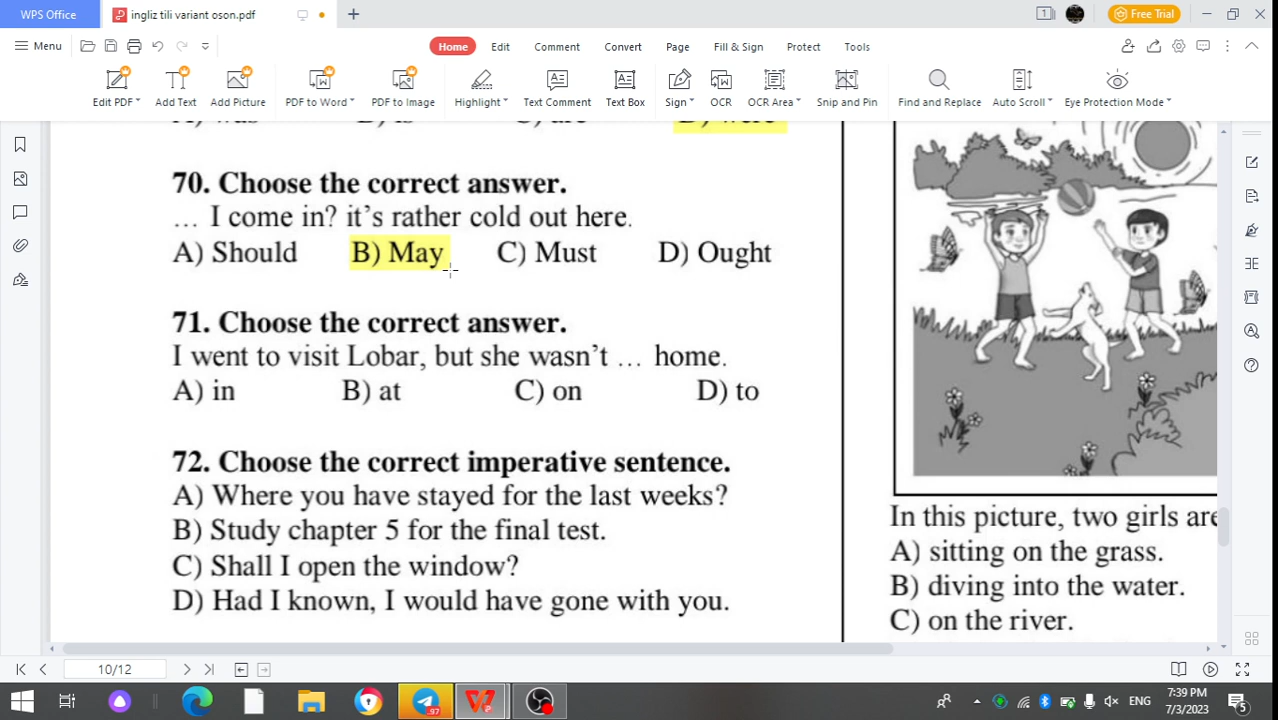 WPS Office
ingliz tili variant oson.pdf
1
Free Trial
Menu
Home
Edit
Comment
Convert
Page
Fill & Sign
Protect
Tools
Edit PDF
Add Text
Add Picture
PDF to Word
PDF to Image
Highlight
Text Comment
Text Box
Sign
OCR
OCR Area
Snip and Pin
Find and Replace
Auto Scroll
Eye Protection Mode
70. Choose the correct answer.
… I come in? it’s rather cold out here.
A) Should B) May C) Must D) Ought
71. Choose the correct answer.
I went to visit Lobar, but she wasn’t … home.
A) in B) at C) on D) to
72. Choose the correct imperative sentence.
A) Where you have stayed for the last weeks?
B) Study chapter 5 for the final test.
C) Shall I open the window?
D) Had I known, I would have gone with you.
In this picture, two girls are
A) sitting on the grass.
B) diving into the water.
C) on the river.
10/12
97
ENG
7:39 PM
7/3/2023
5